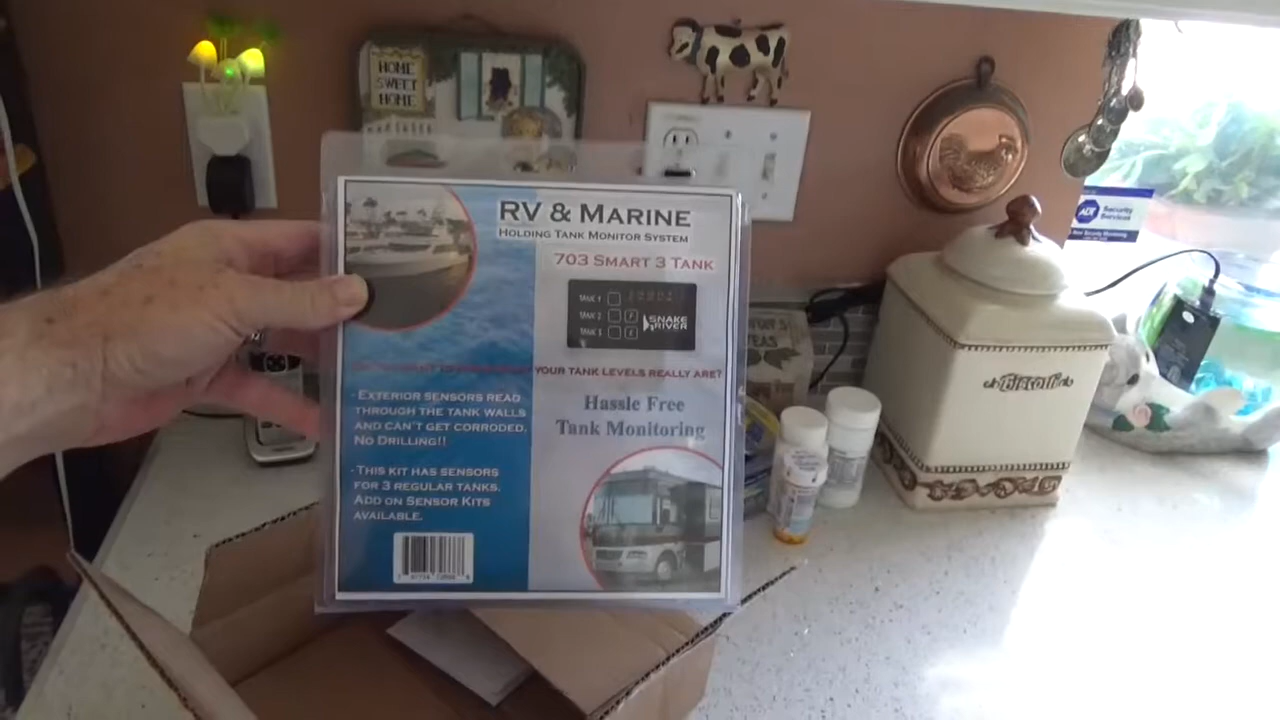 HOME
SWEET
HOME
RV & MARINE
HOLDING TANK MONITOR SYSTEM
703 SMART 3 TANK
TANK 1
TANK 2
TANK 3
SNAKE
RIVER
YOUR TANK LEVELS REALLY ARE?
- EXTERIOR SENSORS READ
THROUGH THE TANK WALLS
AND CAN'T GET CORRODED.
NO DRILLING!!
Hassle Free
Tank Monitoring
- THIS KIT HAS SENSORS
FOR 3 REGULAR TANKS.
ADD ON SENSOR KITS
AVAILABLE.
ADT
Security
Services
BISCUIT